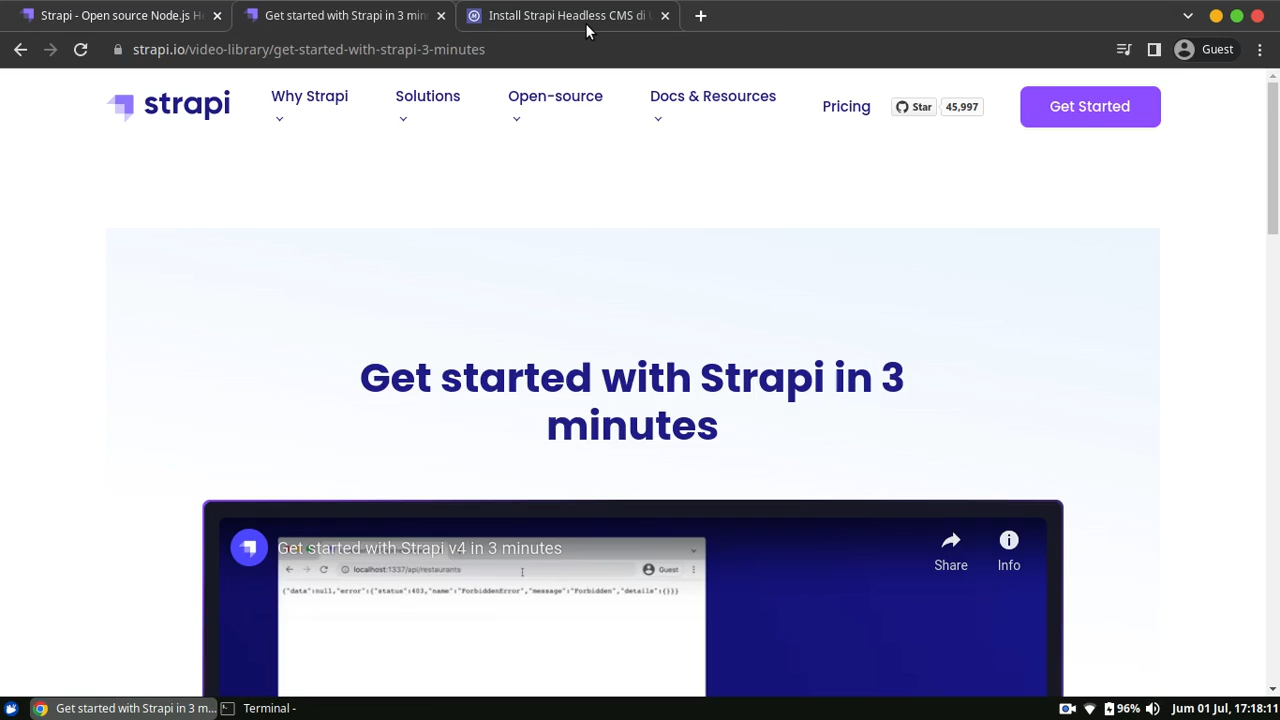 Strapi - Open source Node.js He
Get started with Strapi in 3 min
Install Strapi Headless CMS di U
strapi.io/video-library/get-started-with-strapi-3-minutes
Guest
strapi
Why Strapi
Solutions
Open-source
Docs & Resources
Pricing
Star
45,997
Get Started
Get started with Strapi in 3
minutes
Get started with Strapi v4 in 3 minutes
Share
Info
localhost:1337/api/restaurants
Guest
{"data":null,"error":{"status":403,"name":"ForbiddenError","message":"Forbidden","details":{}}}
Get started with Strapi in 3 m...
Terminal -
96%
Jum 01 Jul, 17:18:11